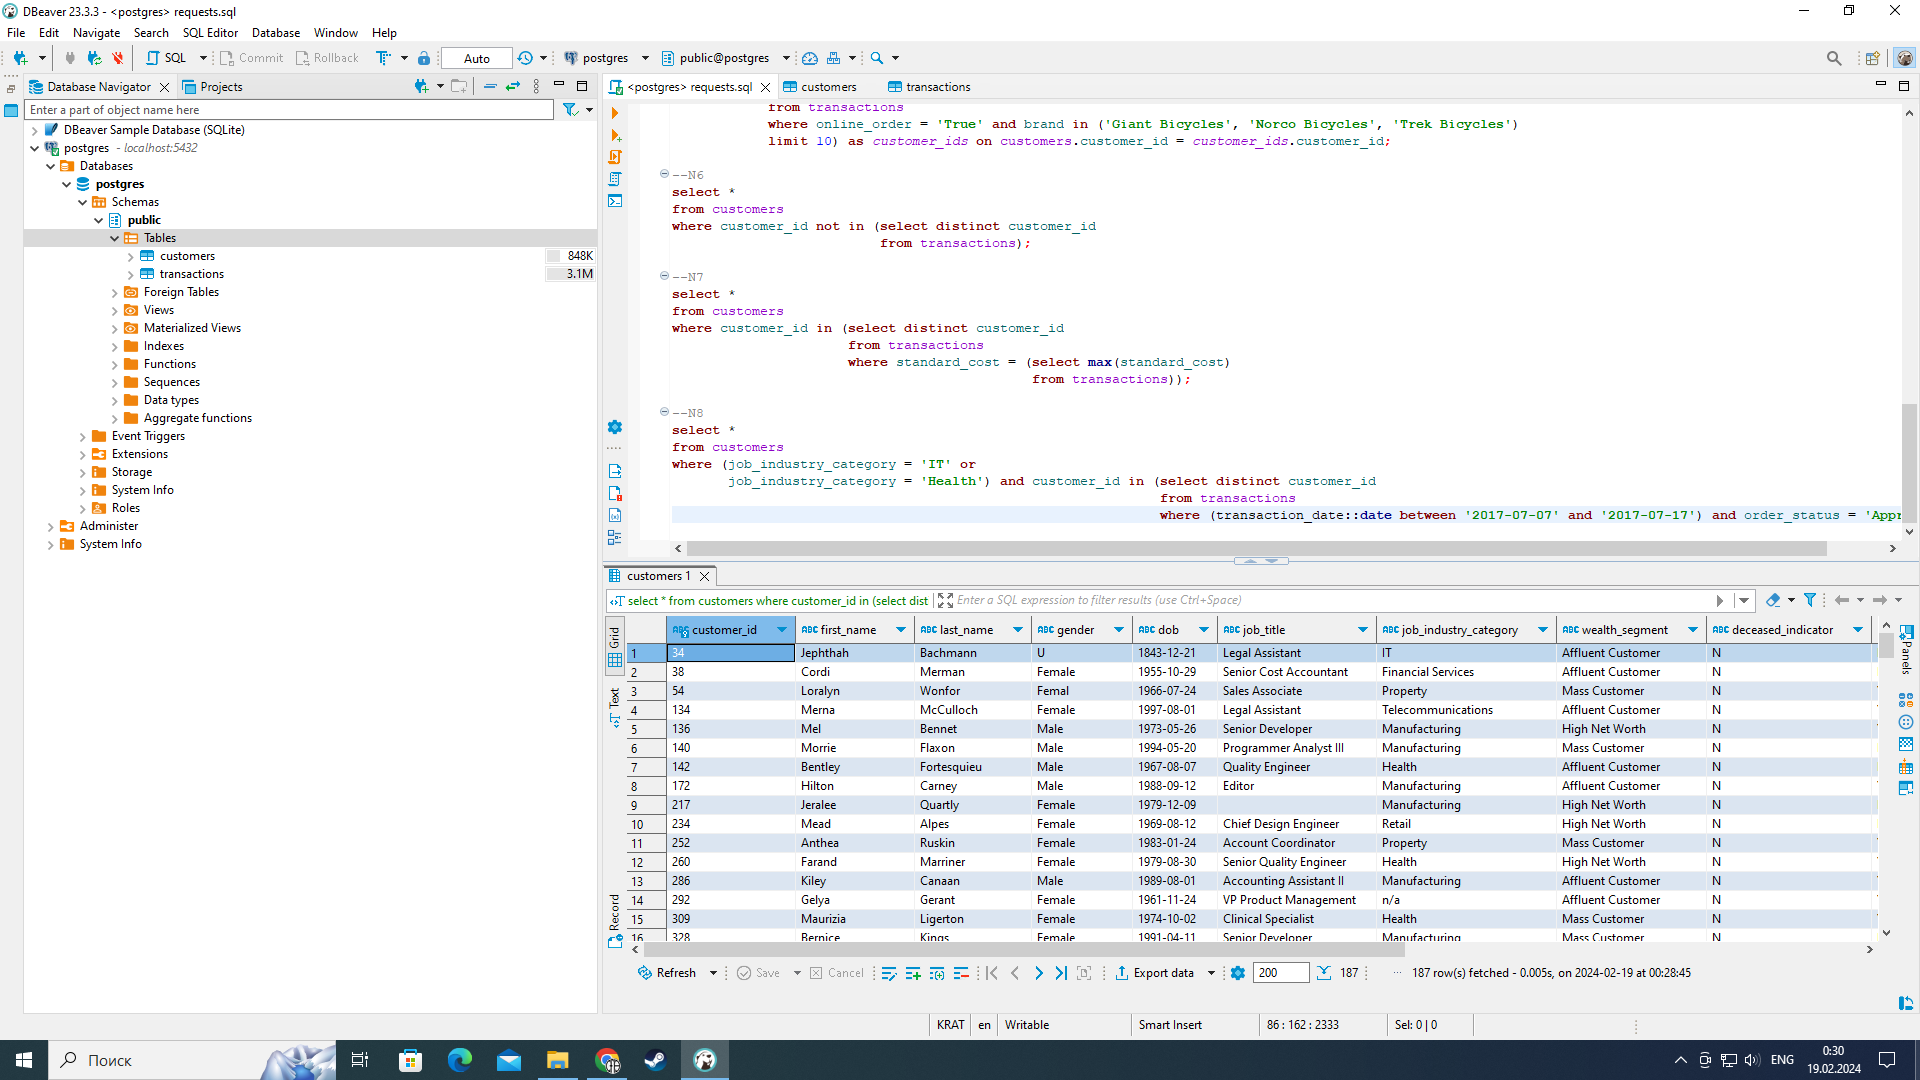 DBeaver 23.3.3 - <postgres> requests.sql
File Edit Navigate Search SQL Editor Database Window Help
SQL Commit Rollback Auto postgres public@postgres
Database Navigator Projects
Enter a part of object name here
DBeaver Sample Database (SQLite)
postgres - localhost:5432
Databases
postgres
Schemas
public
Tables
customers 848K
transactions 3.1M
Foreign Tables
Views
Materialized Views
Indexes
Functions
Sequences
Data types
Aggregate functions
Event Triggers
Extensions
Storage
System Info
Roles
Administer
System Info
<postgres> requests.sql customers transactions
from transactions
where online_order = 'True' and brand in ('Giant Bicycles', 'Norco Bicycles', 'Trek Bicycles')
limit 10) as customer_ids on customers.customer_id = customer_ids.customer_id;
--N6
select *
from customers
where customer_id not in (select distinct customer_id
from transactions);
--N7
select *
from customers
where customer_id in (select distinct customer_id
from transactions
where standard_cost = (select max(standard_cost)
from transactions));
--N8
select *
from customers
where (job_industry_category = 'IT' or
job_industry_category = 'Health') and customer_id in (select distinct customer_id
from transactions
where (transaction_date::date between '2017-07-07' and '2017-07-17') and order_status = 'Appr
customers 1
select * from customers where customer_id in (select dist Enter a SQL expression to filter results (use Ctrl+Space)
Grid
Text
Record
Panels
customer_id first_name last_name gender dob job_title job_industry_category wealth_segment deceased_indicator
1 34 Jephthah Bachmann U 1843-12-21 Legal Assistant IT Affluent Customer N
2 38 Cordi Merman Female 1955-10-29 Senior Cost Accountant Financial Services Affluent Customer N
3 54 Loralyn Wonfor Femal 1966-07-24 Sales Associate Property Mass Customer N
4 134 Merna McCulloch Female 1997-08-01 Legal Assistant Telecommunications Affluent Customer N
5 136 Mel Bennet Male 1973-05-26 Senior Developer Manufacturing High Net Worth N
6 140 Morrie Flaxon Male 1994-05-20 Programmer Analyst III Manufacturing Mass Customer N
7 142 Bentley Fortesquieu Male 1967-08-07 Quality Engineer Health Affluent Customer N
8 172 Hilton Carney Male 1988-09-12 Editor Manufacturing Affluent Customer N
9 217 Jeralee Quartly Female 1979-12-09 Manufacturing High Net Worth N
10 234 Mead Alpes Female 1969-08-12 Chief Design Engineer Retail High Net Worth N
11 252 Anthea Ruskin Female 1983-01-24 Account Coordinator Property Mass Customer N
12 260 Farand Marriner Female 1979-08-30 Senior Quality Engineer Health High Net Worth N
13 286 Kiley Canaan Male 1989-08-01 Accounting Assistant II Manufacturing Affluent Customer N
14 292 Gelya Gerant Female 1961-11-24 VP Product Management n/a Affluent Customer N
15 309 Maurizia Ligerton Female 1974-10-02 Clinical Specialist Health Mass Customer N
16 328 Bernice Kings Female 1991-04-11 Senior Developer Manufacturing Mass Customer N
Refresh Save Cancel Export data 200 187 187 row(s) fetched - 0.005s, on 2024-02-19 at 00:28:45
KRAT en Writable Smart Insert 86 : 162 : 2333 Sel: 0 | 0
Поиск ENG 0:30
19.02.2024